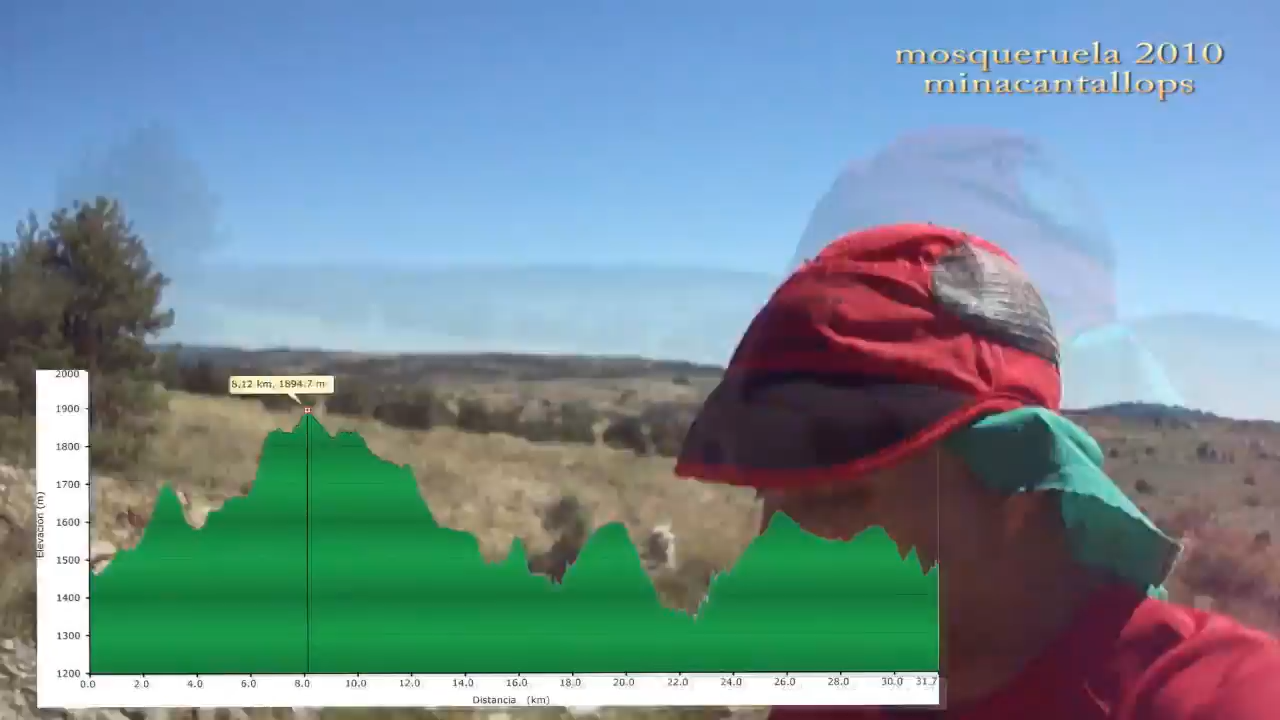 mosqueruela 2010
minacantallops
8.12 km, 1894.7 m
2000
1900
1800
1700
1600
1500
1400
1300
1200
Elevacion (m)
0.0 2.0 4.0 6.0 8.0 10.0 12.0 14.0 16.0 18.0 20.0 22.0 24.0 26.0 28.0 30.0 31.7
Distancia (km)